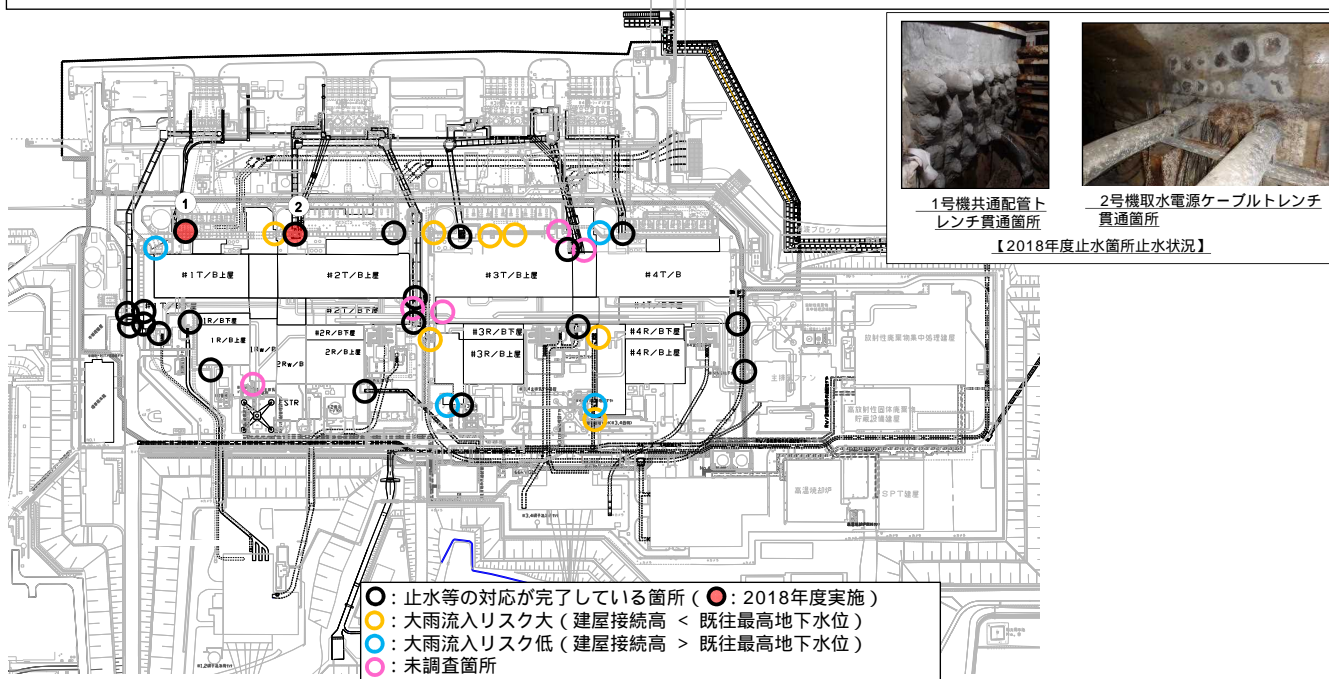 1号機共通配管ト
レンチ貫通箇所
2号機取水電源ケーブルトレンチ
貫通箇所
【2018年度止水箇所止水状況】
1
2
#1T/B上屋
#2T/B上屋
#3T/B上屋
#4T/B
#2T/B下屋
1R/B下屋
#2R/B下屋
#3R/B下屋
#4R/B下屋
1R/B上屋
2R/B上屋
#3R/B上屋
#4R/B上屋
1Rw/B
2Rw/B
放射性廃棄物集中処理建屋
主排気ファン
高放射性固体廃棄物
貯蔵設備建屋
高温焼却炉
SPT建屋
○：止水等の対応が完了している箇所（●：2018年度実施）
○：大雨流入リスク大（建屋接続高 ＜ 既往最高地下水位）
○：大雨流入リスク低（建屋接続高 ＞ 既往最高地下水位）
○：未調査箇所